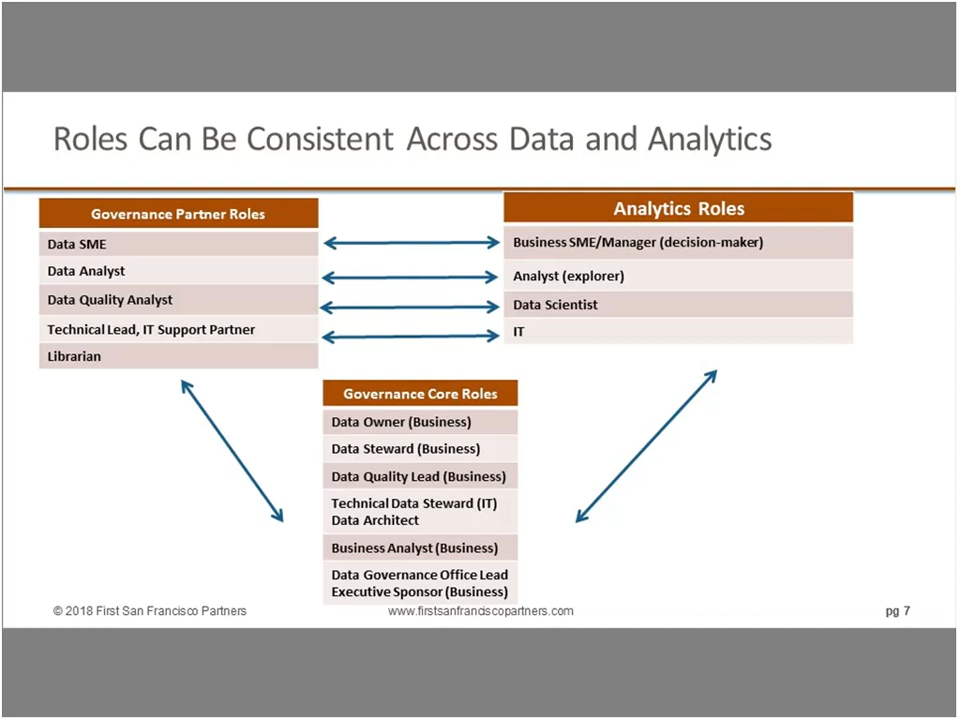 Roles Can Be Consistent Across Data and Analytics
Governance Partner Roles
Data SME
Data Analyst
Data Quality Analyst
Technical Lead, IT Support Partner
Librarian
Analytics Roles
Business SME/Manager (decision-maker)
Analyst (explorer)
Data Scientist
IT
Governance Core Roles
Data Owner (Business)
Data Steward (Business)
Data Quality Lead (Business)
Technical Data Steward (IT)
Data Architect
Business Analyst (Business)
Data Governance Office Lead
Executive Sponsor (Business)
© 2018 First San Francisco Partners
www.firstsanfranciscopartners.com
pg 7